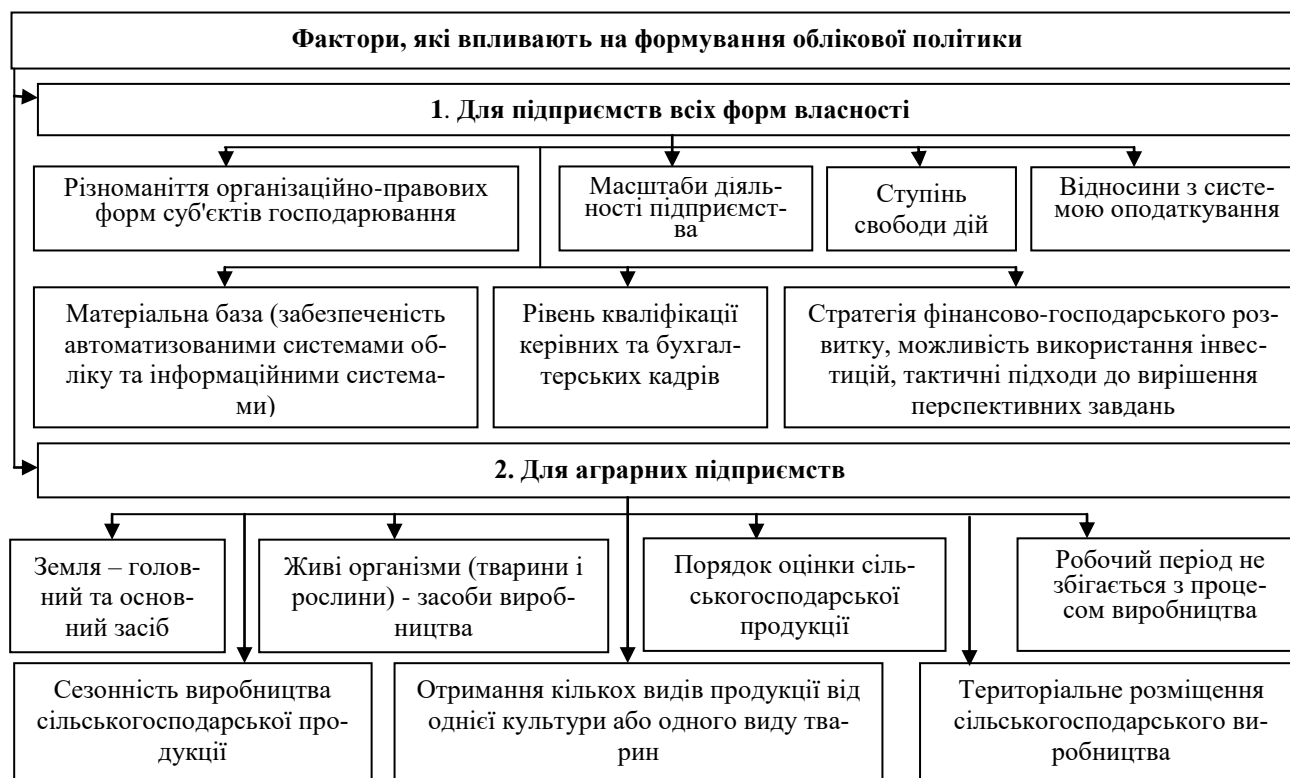 Фактори, які впливають на формування облікової політики
1. Для підприємств всіх форм власності
Різноманіття організаційно-правових
форм суб'єктів господарювання
Масштаби діяль-
ності підприємст-
ва
Ступінь
свободи дій
Відносини з систе-
мою оподаткування
Матеріальна база (забезпеченість
автоматизованими системами об-
ліку та інформаційними система-
ми)
Рівень кваліфікації
керівних та бухгал-
терських кадрів
Стратегія фінансово-господарського роз-
витку, можливість використання інвес-
тицій, тактичні підходи до вирішення
перспективних завдань
2. Для аграрних підприємств
Земля – голов-
ний та основ-
ний засіб
Живі організми (тварини і
рослини) - засоби вироб-
ництва
Порядок оцінки сіль-
ськогосподарської
продукції
Робочий період не
збігається з проце-
сом виробництва
Сезонність виробництва
сільськогосподарської про-
дукції
Отримання кількох видів продукції від
однієї культури або одного виду тва-
рин
Територіальне розміщення
сільськогосподарського ви-
робництва